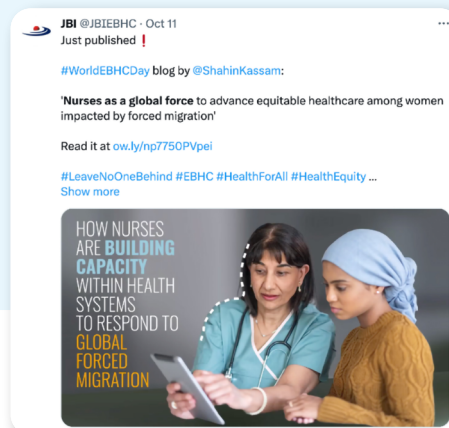 JBI @JBIEBHC · Oct 11
Just published❗
#WorldEBHCDay blog by @ShahinKassam:
'Nurses as a global force to advance equitable healthcare among women
impacted by forced migration'
Read it at ow.ly/np7750PVpei
#LeaveNoOneBehind #EBHC #HealthForAll #HealthEquity ...
Show more
HOW NURSES
ARE BUILDING
CAPACITY
WITHIN HEALTH
SYSTEMS
TO RESPOND TO
GLOBAL
FORCED
MIGRATION